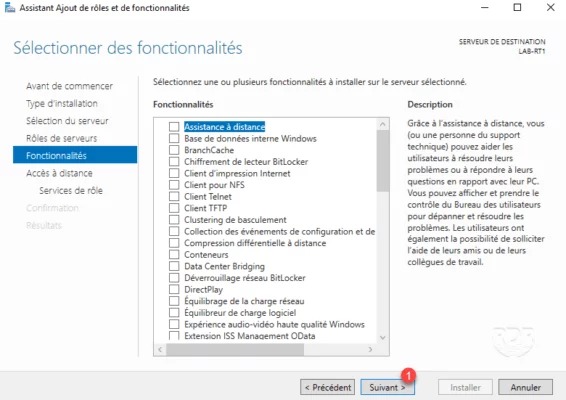 Assistant Ajout de rôles et de fonctionnalités
Sélectionner des fonctionnalités
SERVEUR DE DESTINATION
LAB-RT1
Avant de commencer
Type d'installation
Sélection du serveur
Rôles de serveurs
Fonctionnalités
Accès à distance
Services de rôle
Confirmation
Résultats
Sélectionnez une ou plusieurs fonctionnalités à installer sur le serveur sélectionné.
Fonctionnalités
Assistance à distance
Base de données interne Windows
BranchCache
Chiffrement de lecteur BitLocker
Client d'impression Internet
Client pour NFS
Client Telnet
Client TFTP
Clustering de basculement
Collection des événements de configuration et de
Compression différentielle à distance
Conteneurs
Data Center Bridging
Déverrouillage réseau BitLocker
DirectPlay
Équilibrage de la charge réseau
Équilibreur de charge logiciel
Expérience audio-vidéo haute qualité Windows
Extension ISS Management OData
Description
Grâce à l'assistance à distance, vous
(ou une personne du support
technique) pouvez aider les
utilisateurs à résoudre leurs
problèmes ou à répondre à leurs
questions en rapport avec leur PC.
Vous pouvez afficher et prendre le
contrôle du Bureau des utilisateurs
pour dépanner et résoudre les
problèmes. Les utilisateurs ont
également la possibilité de solliciter
l'aide de leurs amis ou de leurs
collègues de travail.
1
< Précédent
Suivant >
Installer
Annuler